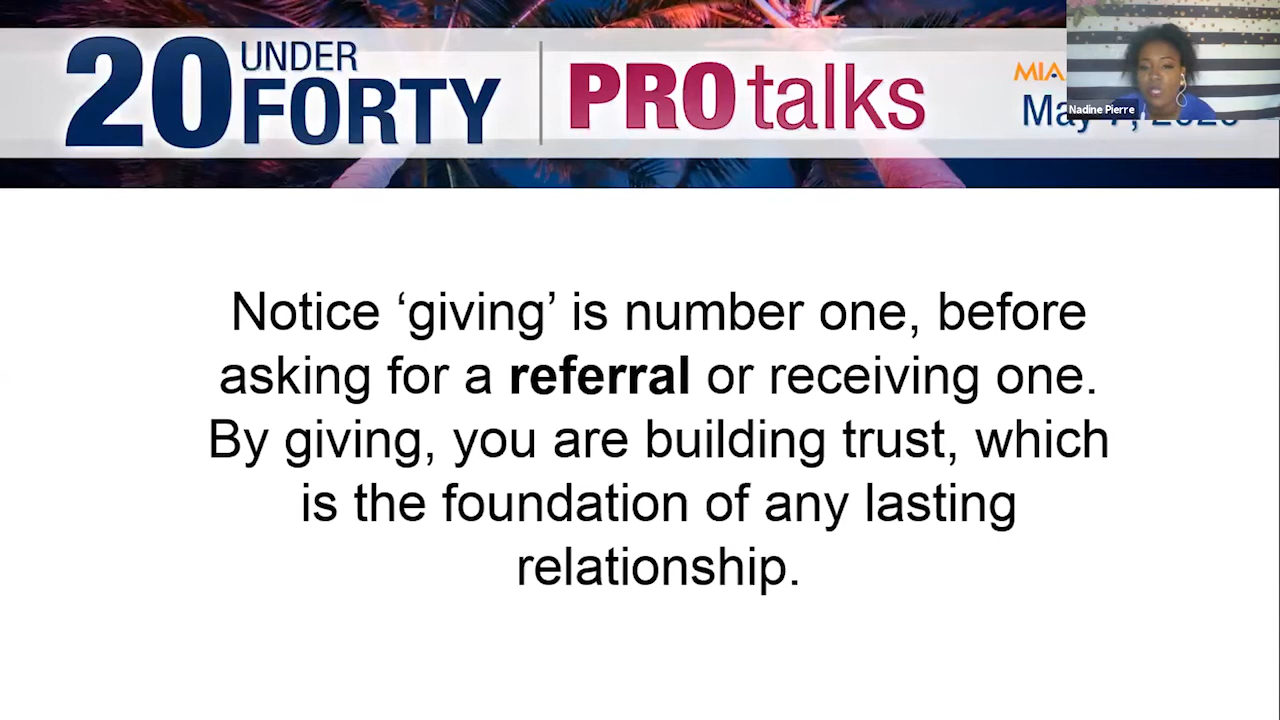 20 UNDER FORTY
PRO talks
MIA
Nadine Pierre
Notice ‘giving’ is number one, before
asking for a referral or receiving one.
By giving, you are building trust, which
is the foundation of any lasting
relationship.